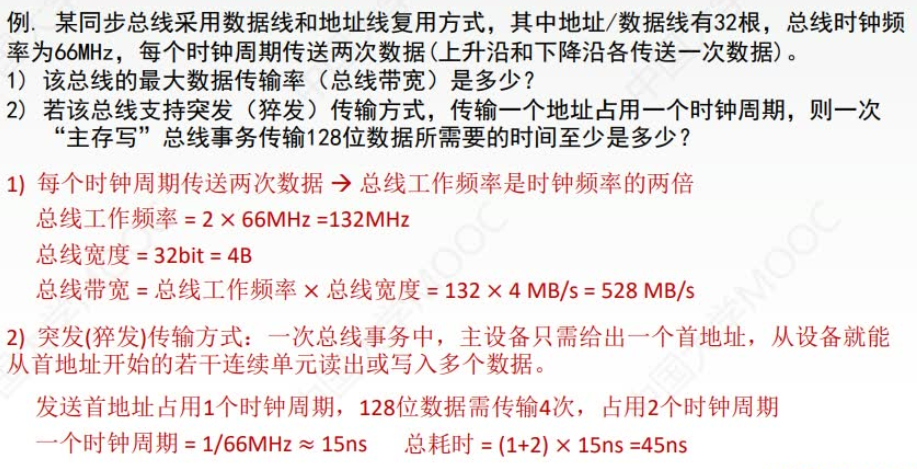 例. 某同步总线采用数据线和地址线复用方式，其中地址/数据线有32根，总线时钟频
率为66MHz，每个时钟周期传送两次数据(上升沿和下降沿各传送一次数据)。
1) 该总线的最大数据传输率（总线带宽）是多少？
2) 若该总线支持突发（猝发）传输方式，传输一个地址占用一个时钟周期，则一次
“主存写”总线事务传输128位数据所需要的时间至少是多少？
1) 每个时钟周期传送两次数据 → 总线工作频率是时钟频率的两倍
总线工作频率 = 2 × 66MHz =132MHz
总线宽度 = 32bit = 4B
总线带宽 = 总线工作频率 × 总线宽度 = 132 × 4 MB/s = 528 MB/s
2) 突发(猝发)传输方式：一次总线事务中，主设备只需给出一个首地址，从设备就能
从首地址开始的若干连续单元读出或写入多个数据。
发送首地址占用1个时钟周期，128位数据需传输4次，占用2个时钟周期
一个时钟周期 = 1/66MHz ≈ 15ns 总耗时 = (1+2) × 15ns =45ns